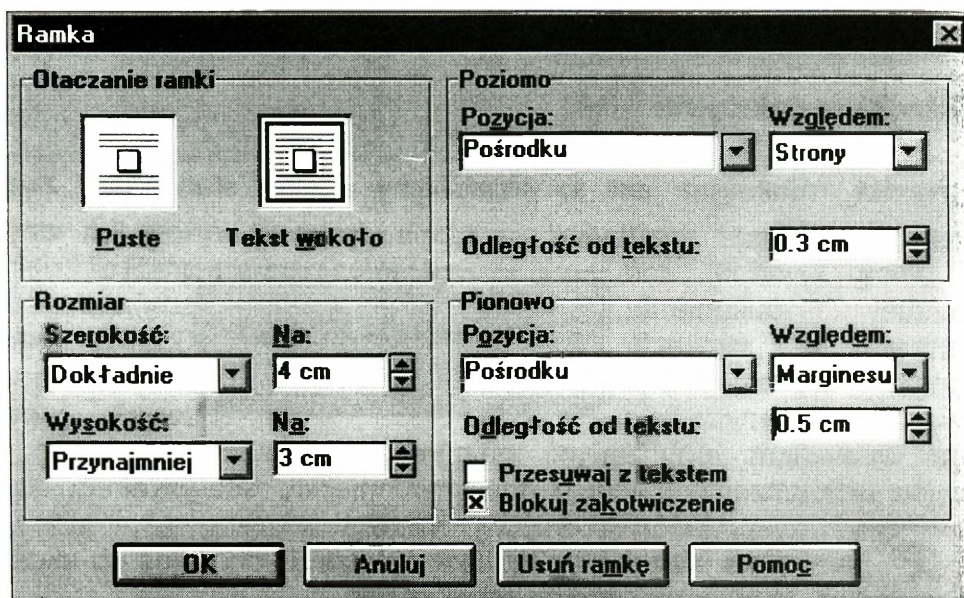 Ramka
Otaczanie ramki
Puste
Tekst wokoło
Poziomo
Pozycja: Względem:
Pośrodku Strony
Odległość od tekstu: 0.3 cm
Rozmiar
Szerokość: Na:
Dokładnie 4 cm
Wysokość: Na:
Przynajmniej 3 cm
Pionowo
Pozycja: Względem:
Pośrodku Marginesu
Odległość od tekstu: 0.5 cm
Przesuwaj z tekstem
Blokuj zakotwiczenie
OK Anuluj Usuń ramkę Pomoc